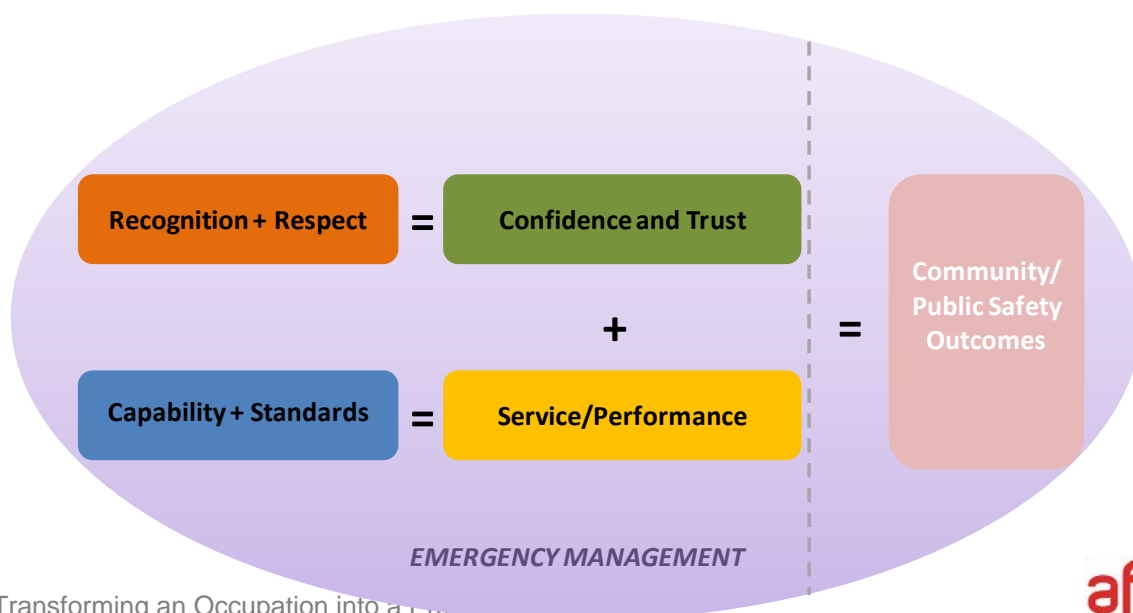 Recognition + Respect = Confidence and Trust
+
Capability + Standards = Service/Performance
=
Community/
Public Safety
Outcomes
EMERGENCY MANAGEMENT
Transforming an Occupation into a
af